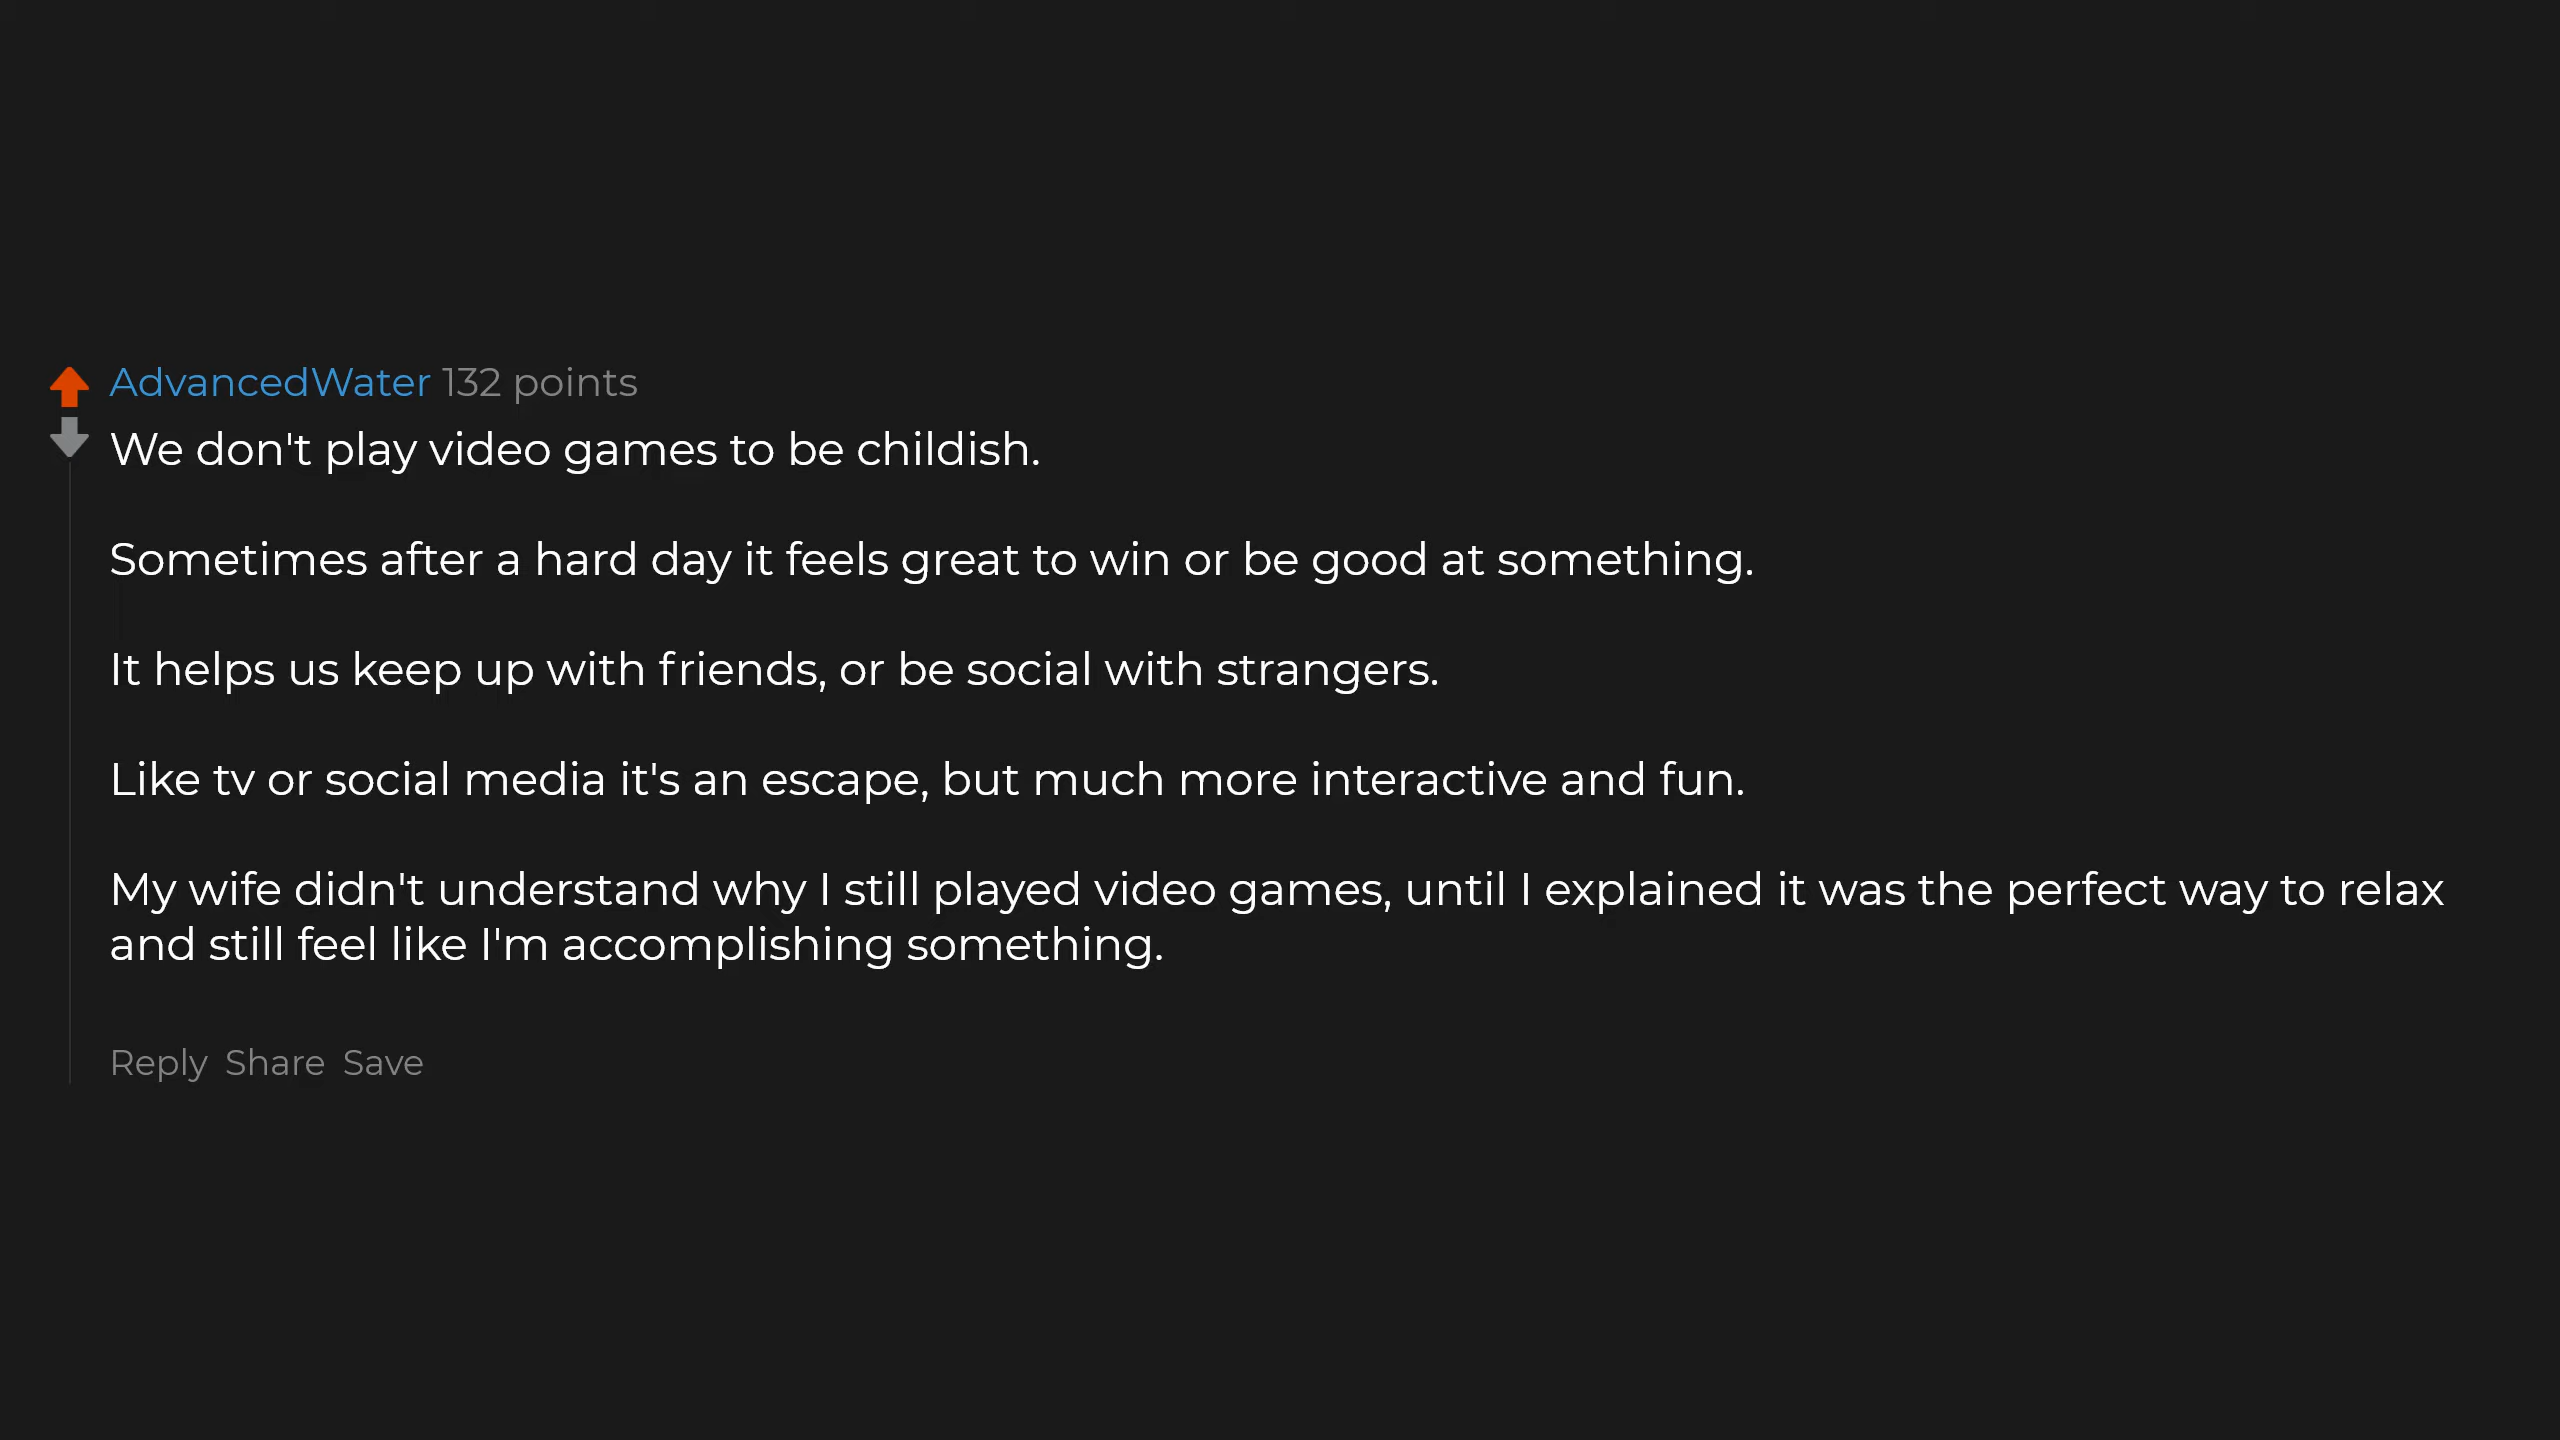 AdvancedWater 132 points
We don't play video games to be childish.
Sometimes after a hard day it feels great to win or be good at something.
It helps us keep up with friends, or be social with strangers.
Like tv or social media it's an escape, but much more interactive and fun.
My wife didn't understand why I still played video games, until I explained it was the perfect way to relax
and still feel like I'm accomplishing something.
Reply Share Save